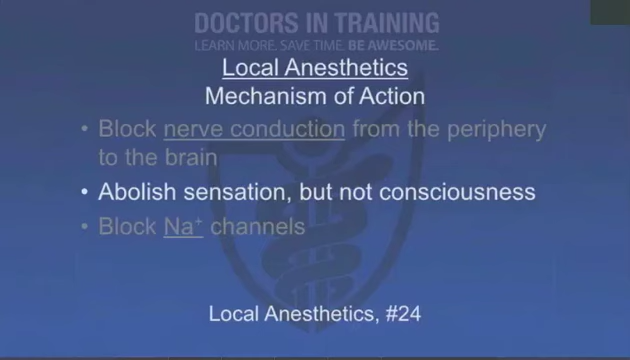 DOCTORS IN TRAINING
LEARN MORE. SAVE TIME. BE AWESOME.
Local Anesthetics
Mechanism of Action
• Block nerve conduction from the periphery
to the brain
• Abolish sensation, but not consciousness
• Block Na⁺ channels
Local Anesthetics, #24